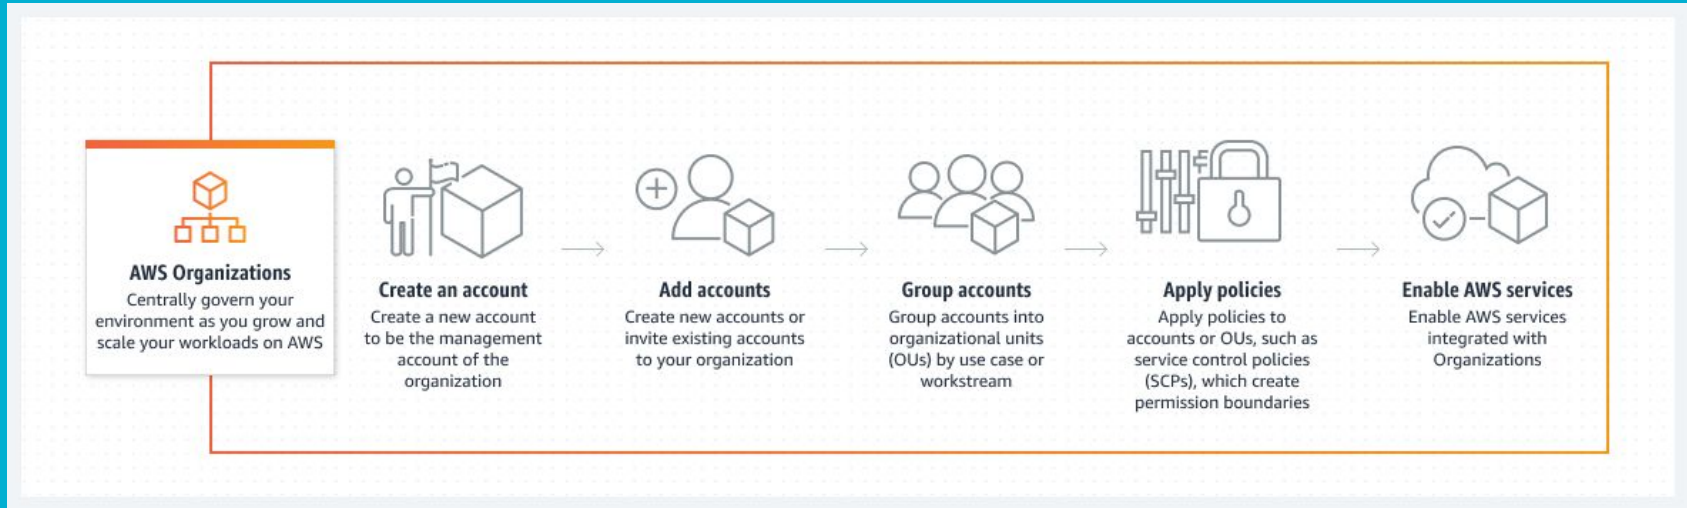 AWS Organizations
Centrally govern your
environment as you grow and
scale your workloads on AWS
Create an account
Create a new account
to be the management
account of the
organization
Add accounts
Create new accounts or
invite existing accounts
to your organization
Group accounts
Group accounts into
organizational units
(OUs) by use case or
workstream
Apply policies
Apply policies to
accounts or OUs, such as
service control policies
(SCPs), which create
permission boundaries
Enable AWS services
Enable AWS services
integrated with
Organizations